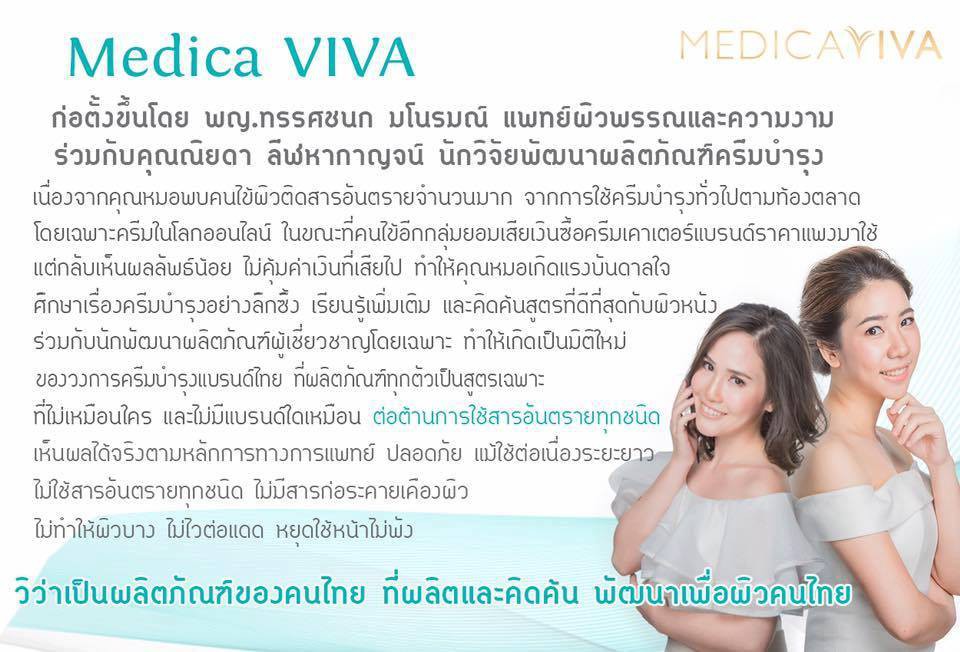 Medica VIVA
MEDICAVIVA
ก่อตั้งขึ้นโดย พญ.ทรรศชนก มโนรมณ์ แพทย์ผิวพรรณและความงาม
ร่วมกับคุณณิยดา ลีฬหากาญจน์ นักวิจัยพัฒนาผลิตภัณฑ์ครีมบำรุง
เนื่องจากคุณหมอพบคนไข้ผิวติดสารอันตรายจำนวนมาก จากการใช้ครีมบำรุงทั่วไปตามท้องตลาด
โดยเฉพาะครีมในโลกออนไลน์ ในขณะที่คนไข้อีกกลุ่มยอมเสียเงินซื้อครีมเคาเตอร์แบรนด์ราคาแพงมาใช้
แต่กลับเห็นผลลัพธ์น้อย ไม่คุ้มค่าเงินที่เสียไป ทำให้คุณหมอเกิดแรงบันดาลใจ
ศึกษาเรื่องครีมบำรุงอย่างลึกซึ้ง เรียนรู้เพิ่มเติม และคิดค้นสูตรที่ดีที่สุดกับผิวหนัง
ร่วมกับนักพัฒนาผลิตภัณฑ์ผู้เชี่ยวชาญโดยเฉพาะ ทำให้เกิดเป็นมิติใหม่
ของวงการครีมบำรุงแบรนด์ไทย ที่ผลิตภัณฑ์ทุกตัวเป็นสูตรเฉพาะ
ที่ไม่เหมือนใคร และไม่มีแบรนด์ใดเหมือน ต่อต้านการใช้สารอันตรายทุกชนิด
เห็นผลได้จริงตามหลักการทางการแพทย์ ปลอดภัย แม้ใช้ต่อเนื่องระยะยาว
ไม่ใช้สารอันตรายทุกชนิด ไม่มีสารก่อระคายเคืองผิว
ไม่ทำให้ผิวบาง ไม่ไวต่อแดด หยุดใช้หน้าไม่พัง
วิว่าเป็นผลิตภัณฑ์ของคนไทย ที่ผลิตและคิดค้น พัฒนาเพื่อผิวคนไทย